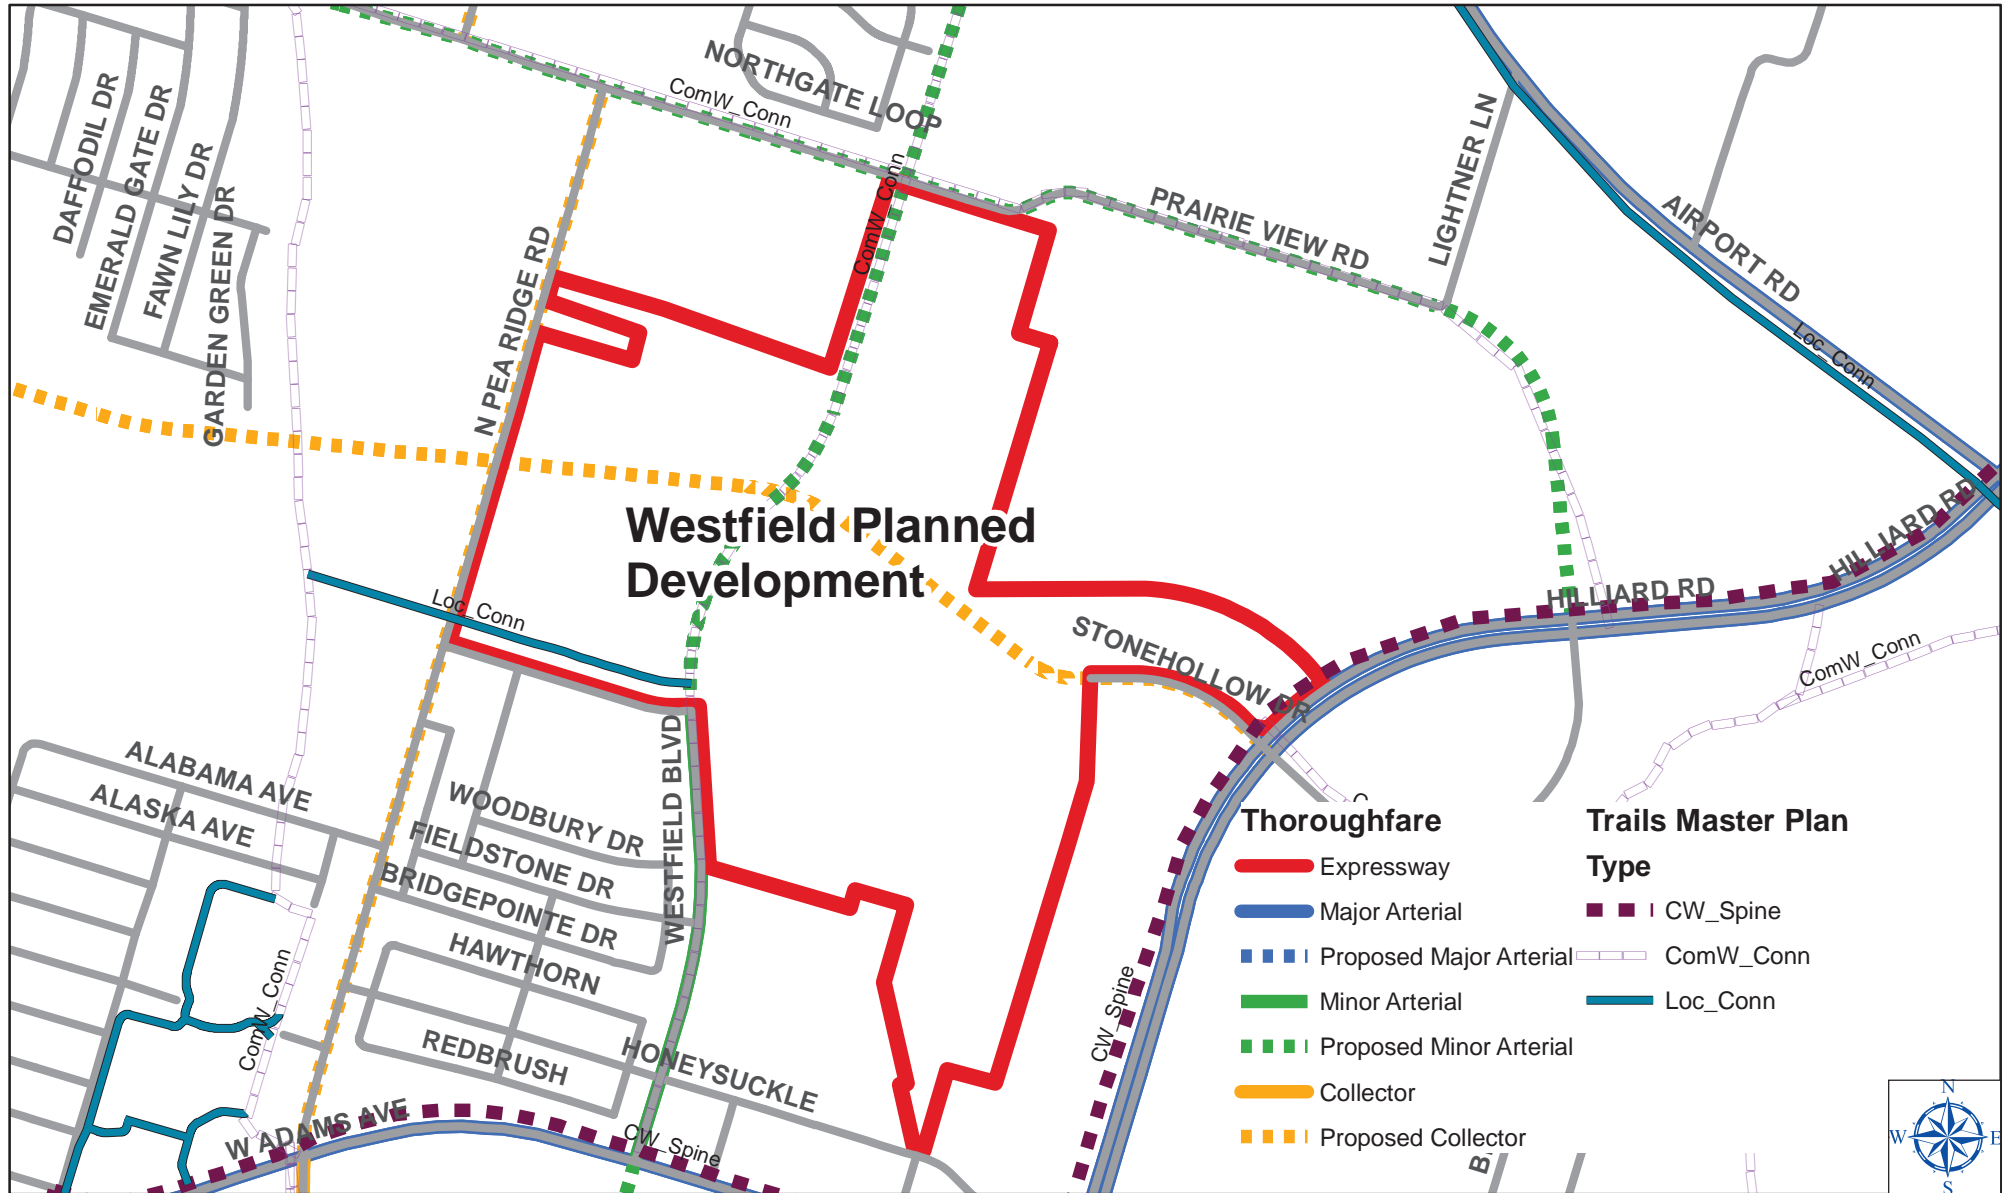 NORTHGATE LOOP
ComW_Conn
ComW_Conn
DAFFODIL DR
EMERALD GATE DR
FAWN LILY DR
GARDEN GREEN DR
N PEA RIDGE RD
PRAIRIE VIEW RD
LIGHTNER LN
AIRPORT RD
Loc_Conn
HILLIARD RD
HILLIARD RD
Westfield Planned
Development
Loc_Conn
STONEHOLLOW DR
ComW_Conn
WESTFIELD BLVD
ALABAMA AVE
ALASKA AVE
WOODBURY DR
FIELDSTONE DR
BRIDGEPOINTE DR
HAWTHORN
REDBRUSH
HONEYSUCKLE
ComW_Conn
W ADAMS AVE
CW_Spine
CW_Spine
Thoroughfare
Expressway
Major Arterial
Proposed Major Arterial
Minor Arterial
Proposed Minor Arterial
Collector
Proposed Collector
Trails Master Plan
Type
CW_Spine
ComW_Conn
Loc_Conn
N
W
E
S